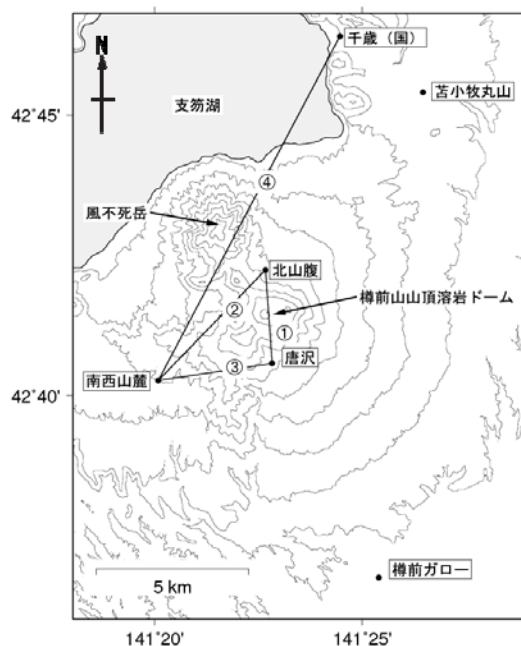 千歳（国）
N
苫小牧丸山
42°45'
支笏湖
④
風不死岳
北山腹
樽前山山頂溶岩ドーム
②
①
唐沢
南西山麓
③
42°40'
樽前ガロー
5 km
141°20'
141°25'